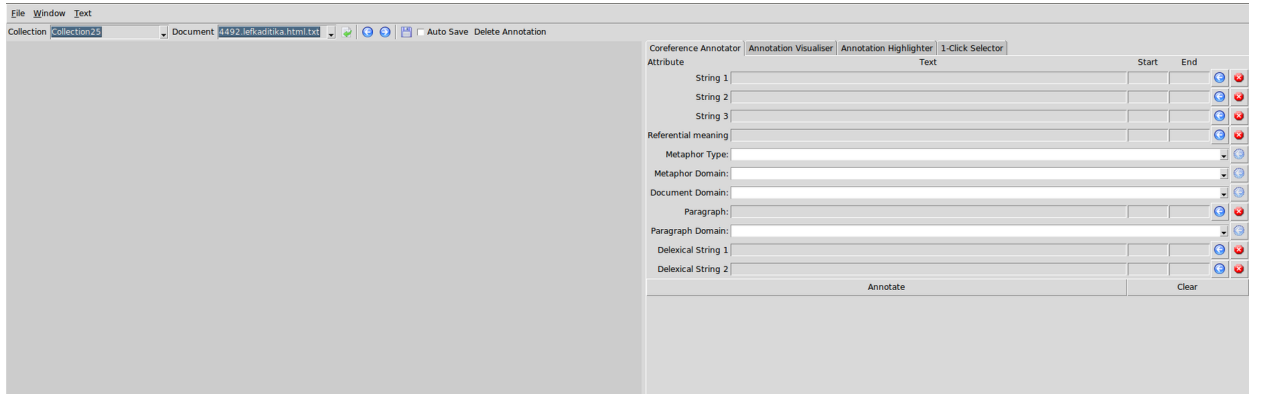 File Window Text
Collection Collection25 Document 4492.lefkaditika.html.txt Auto Save Delete Annotation
Coreference Annotator Annotation Visualiser Annotation Highlighter 1-Click Selector
Attribute Text Start End
String 1
String 2
String 3
Referential meaning
Metaphor Type:
Metaphor Domain:
Document Domain:
Paragraph:
Paragraph Domain:
Delexical String 1
Delexical String 2
Annotate Clear